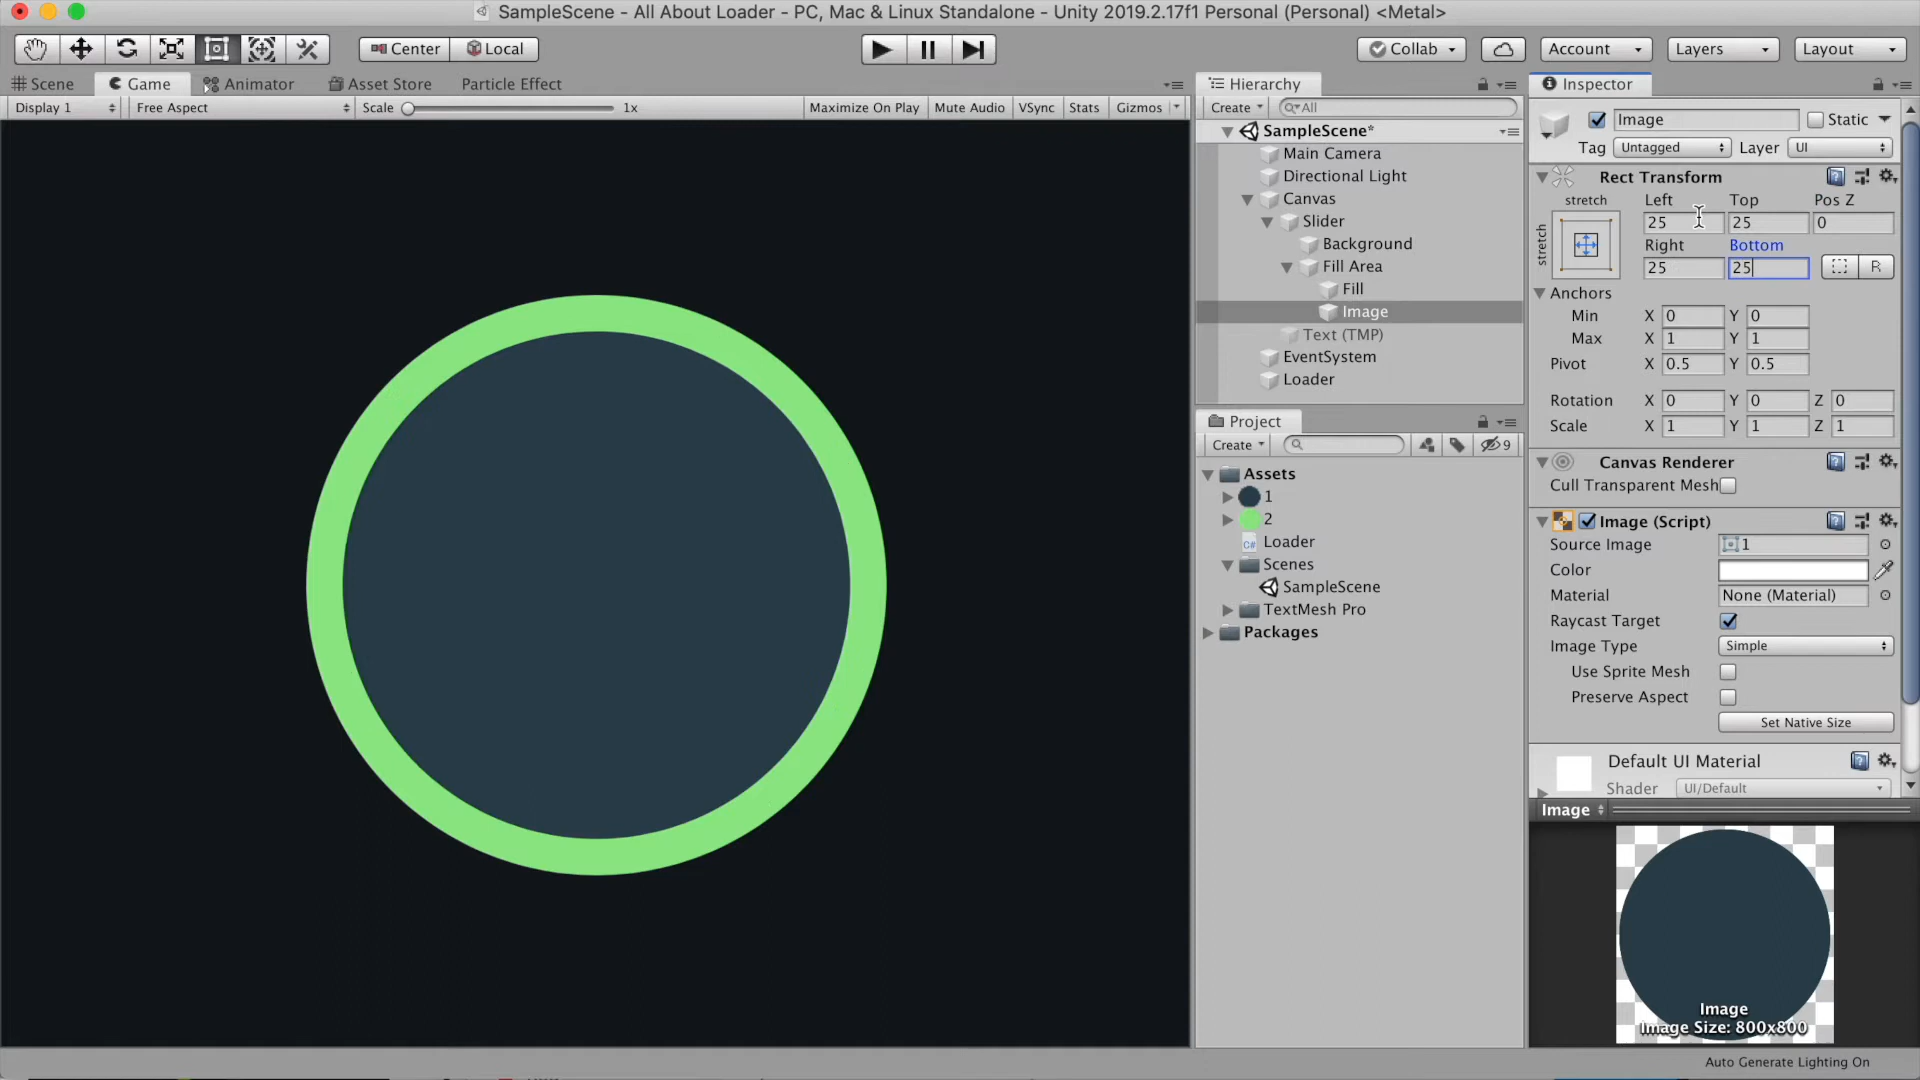 SampleScene - All About Loader - PC, Mac & Linux Standalone - Unity 2019.2.17f1 Personal (Personal) <Metal>
Center Local Collab Account Layers Layout
Scene Game Animator Asset Store Particle Effect
Display 1 Free Aspect Scale 1x Maximize On Play Mute Audio VSync Stats Gizmos
Hierarchy
Create All
SampleScene*
Main Camera
Directional Light
Canvas
Slider
Background
Fill Area
Fill
Image
Text (TMP)
EventSystem
Loader
Project
Create 9
Assets
1
2
C# Loader
Scenes
SampleScene
TextMesh Pro
Packages
Inspector
Image Static
Tag Untagged Layer UI
Rect Transform
stretch Left Top Pos Z
stretch
25 25 0
Right Bottom
25 25 R
Anchors
Min X 0 Y 0
Max X 1 Y 1
Pivot X 0.5 Y 0.5
Rotation X 0 Y 0 Z 0
Scale X 1 Y 1 Z 1
Canvas Renderer
Cull Transparent Mesh
Image (Script)
Source Image 1
Color
Material None (Material)
Raycast Target
Image Type Simple
Use Sprite Mesh
Preserve Aspect
Set Native Size
Default UI Material
Shader UI/Default
Image
Image
Image Size: 800x800
Auto Generate Lighting On